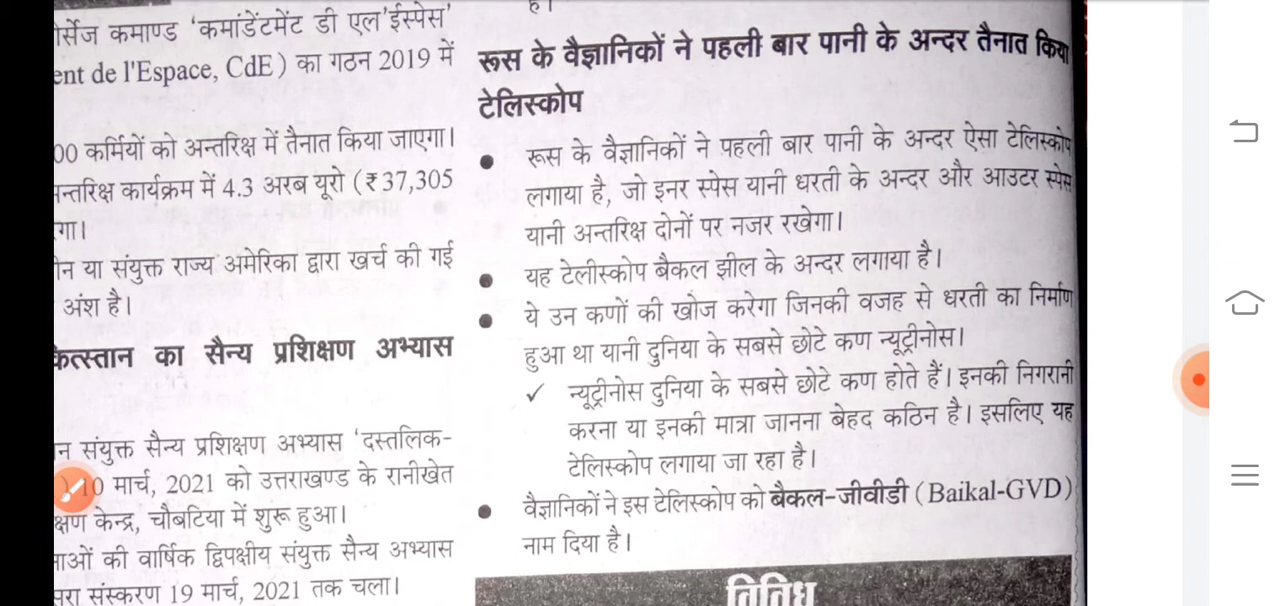 कमाण्ड 'कमांडेंटमेंट डी एल'ईस्पेस'
ent de l'Espace, CdE) का गठन 2019 में
00 कर्मियों को अन्तरिक्ष में तैनात किया जाएगा।
कार्यक्रम में 4.3 अरब यूरो (₹37,305
गा।
या संयुक्त राज्य अमेरिका द्वारा खर्च की गई
अंश है।
का सैन्य प्रशिक्षण अभ्यास
न संयुक्त सैन्य प्रशिक्षण अभ्यास 'दस्तलिक-
10 मार्च, 2021 को उत्तराखण्ड के रानीखेत
क्षण केन्द्र, चौबटिया में शुरू हुआ।
ाओं की वार्षिक द्विपक्षीय संयुक्त सैन्य अभ्यास
संस्करण 19 मार्च, 2021 तक चला।
है।
रूस के वैज्ञानिकों ने पहली बार पानी के अन्दर तैनात किया
टेलिस्कोप
• रूस के वैज्ञानिकों ने पहली बार पानी के अन्दर ऐसा टेलिस्कोप
लगाया है, जो इनर स्पेस यानी धरती के अन्दर और आउटर स्पेस
यानी अन्तरिक्ष दोनों पर नजर रखेगा।
• यह टेलीस्कोप बैकल झील के अन्दर लगाया है।
• ये उन कणों की खोज करेगा जिनकी वजह से धरती का निर्माण
हुआ था यानी दुनिया के सबसे छोटे कण न्यूट्रीनोस।
✓ न्यूट्रीनोस दुनिया के सबसे छोटे कण होते हैं। इनकी निगरानी
करना या इनकी मात्रा जानना बेहद कठिन है। इसलिए यह
टेलिस्कोप लगाया जा रहा है।
• वैज्ञानिकों ने इस टेलिस्कोप को बैकल-जीवीडी (Baikal-GVD)
नाम दिया है।
विविध